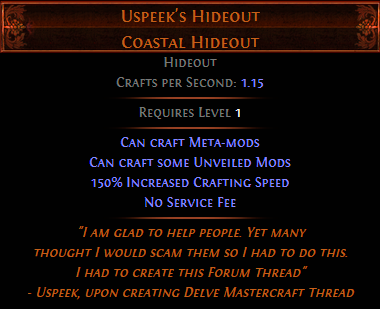 Uspeek's Hideout
Coastal Hideout
Hideout
Crafts per Second: 1.15
Requires Level 1
Can craft Meta-mods
Can craft some Unveiled Mods
150% Increased Crafting Speed
No Service Fee
"I am glad to help people. Yet many
thought I would scam them so I had to do this.
I had to create this Forum Thread"
- Uspeek, upon creating Delve Mastercraft Thread